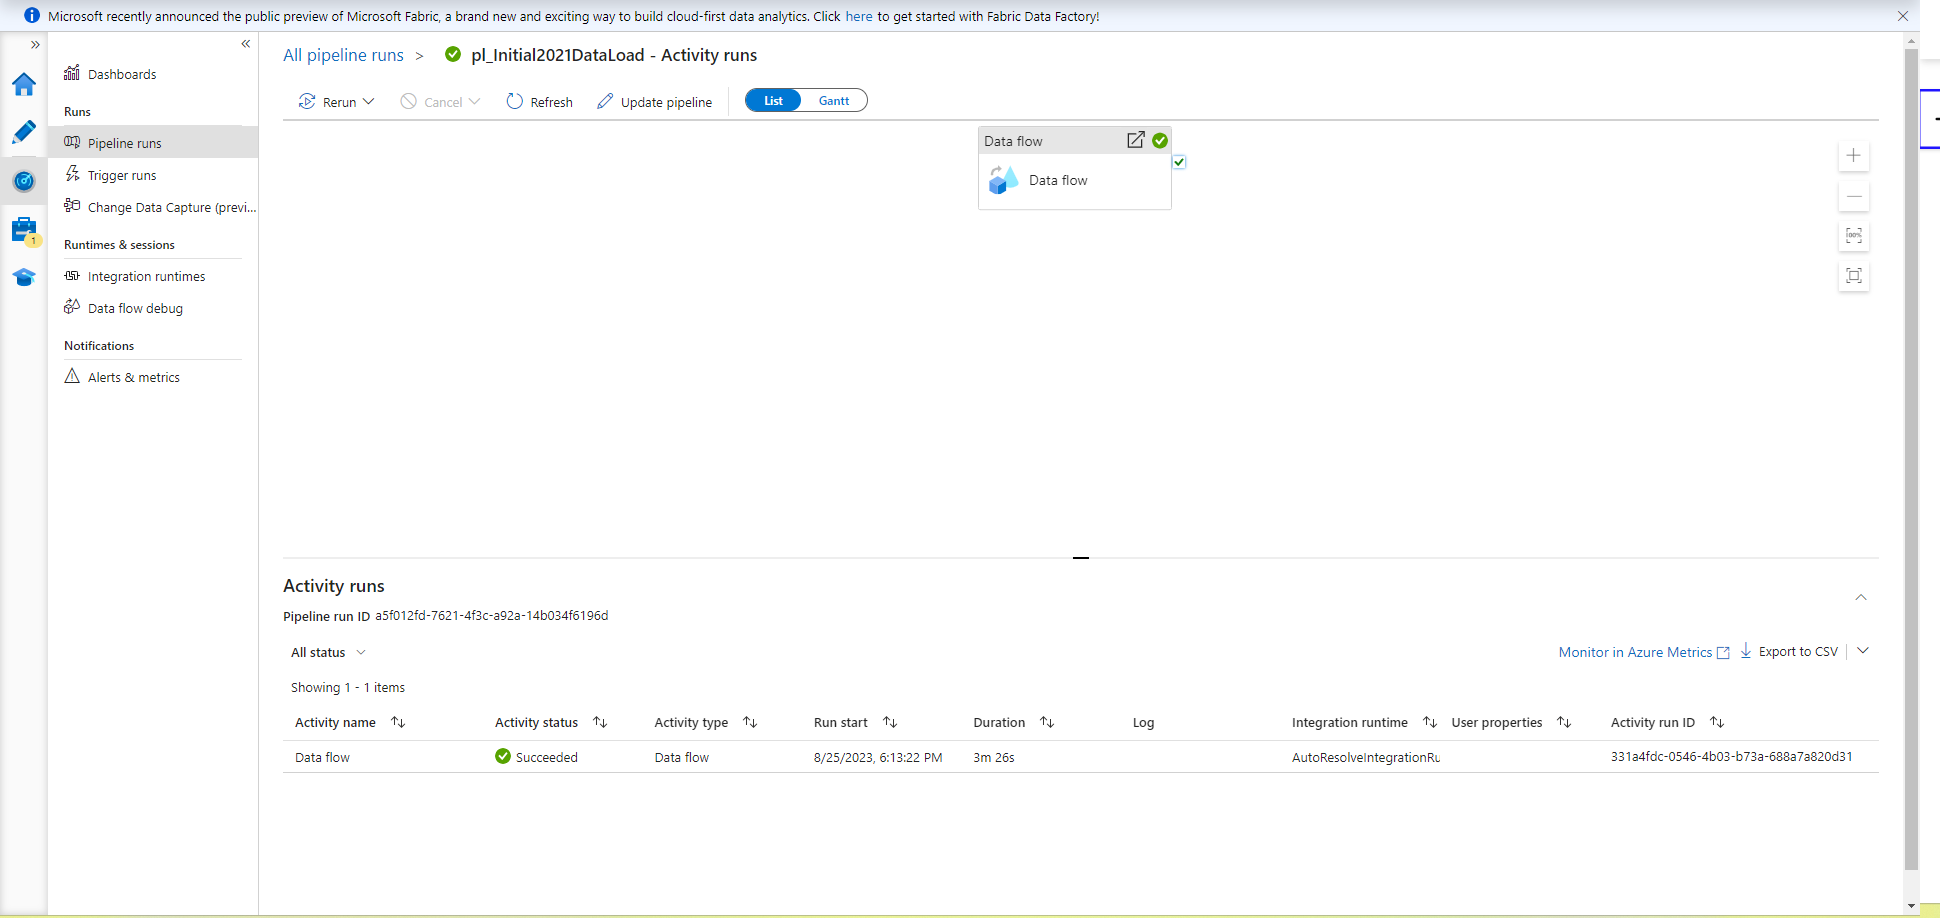 Microsoft recently announced the public preview of Microsoft Fabric, a brand new and exciting way to build cloud-first data analytics. Click here to get started with Fabric Data Factory!
All pipeline runs > pl_Initial2021DataLoad - Activity runs
Dashboards
Runs
Pipeline runs
Trigger runs
Change Data Capture (previ...
Runtimes & sessions
Integration runtimes
Data flow debug
Notifications
Alerts & metrics
1
Rerun Cancel Refresh Update pipeline List Gantt
Data flow
Data flow
100%
Activity runs
Pipeline run ID a5f012fd-7621-4f3c-a92a-14b034f6196d
All status
Monitor in Azure Metrics Export to CSV
Showing 1 - 1 items
Activity name Activity status Activity type Run start Duration Log Integration runtime User properties Activity run ID
Data flow Succeeded Data flow 8/25/2023, 6:13:22 PM 3m 26s AutoResolveIntegrationRu 331a4fdc-0546-4b03-b73a-688a7a820d31